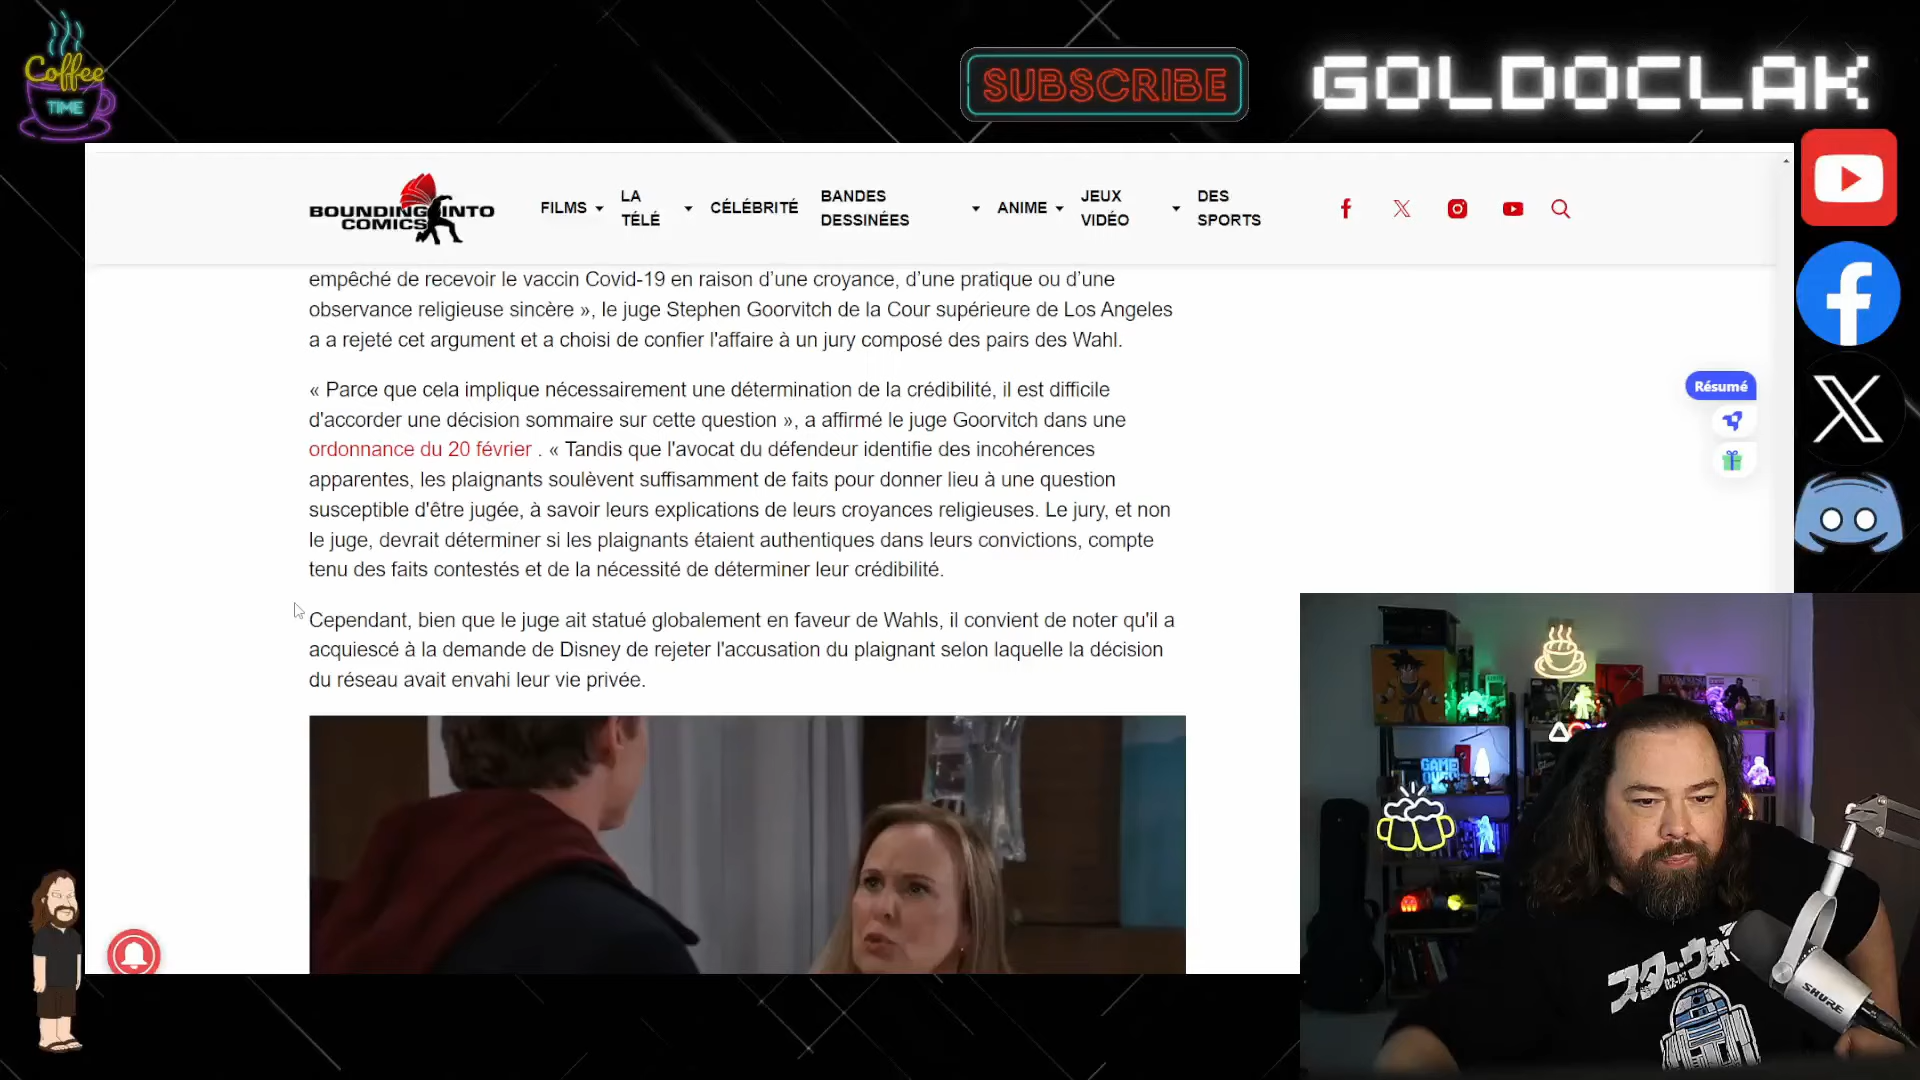 Coffee
TIME
SUBSCRIBE
GOLDOCLAK
BOUNDING INTO
COMICS
FILMS
LA
TÉLÉ
CÉLÉBRITÉ
BANDES
DESSINÉES
ANIME
JEUX
VIDÉO
DES
SPORTS
empêché de recevoir le vaccin Covid-19 en raison d’une croyance, d’une pratique ou d’une
observance religieuse sincère », le juge Stephen Goorvitch de la Cour supérieure de Los Angeles
a a rejeté cet argument et a choisi de confier l'affaire à un jury composé des pairs des Wahl.
« Parce que cela implique nécessairement une détermination de la crédibilité, il est difficile
d'accorder une décision sommaire sur cette question », a affirmé le juge Goorvitch dans une
ordonnance du 20 février . « Tandis que l'avocat du défendeur identifie des incohérences
apparentes, les plaignants soulèvent suffisamment de faits pour donner lieu à une question
susceptible d'être jugée, à savoir leurs explications de leurs croyances religieuses. Le jury, et non
le juge, devrait déterminer si les plaignants étaient authentiques dans leurs convictions, compte
tenu des faits contestés et de la nécessité de déterminer leur crédibilité.
Cependant, bien que le juge ait statué globalement en faveur de Wahls, il convient de noter qu'il a
acquiescé à la demande de Disney de rejeter l'accusation du plaignant selon laquelle la décision
du réseau avait envahi leur vie privée.
Résumé
GAME
OVER
スター・ウォ
SHURE